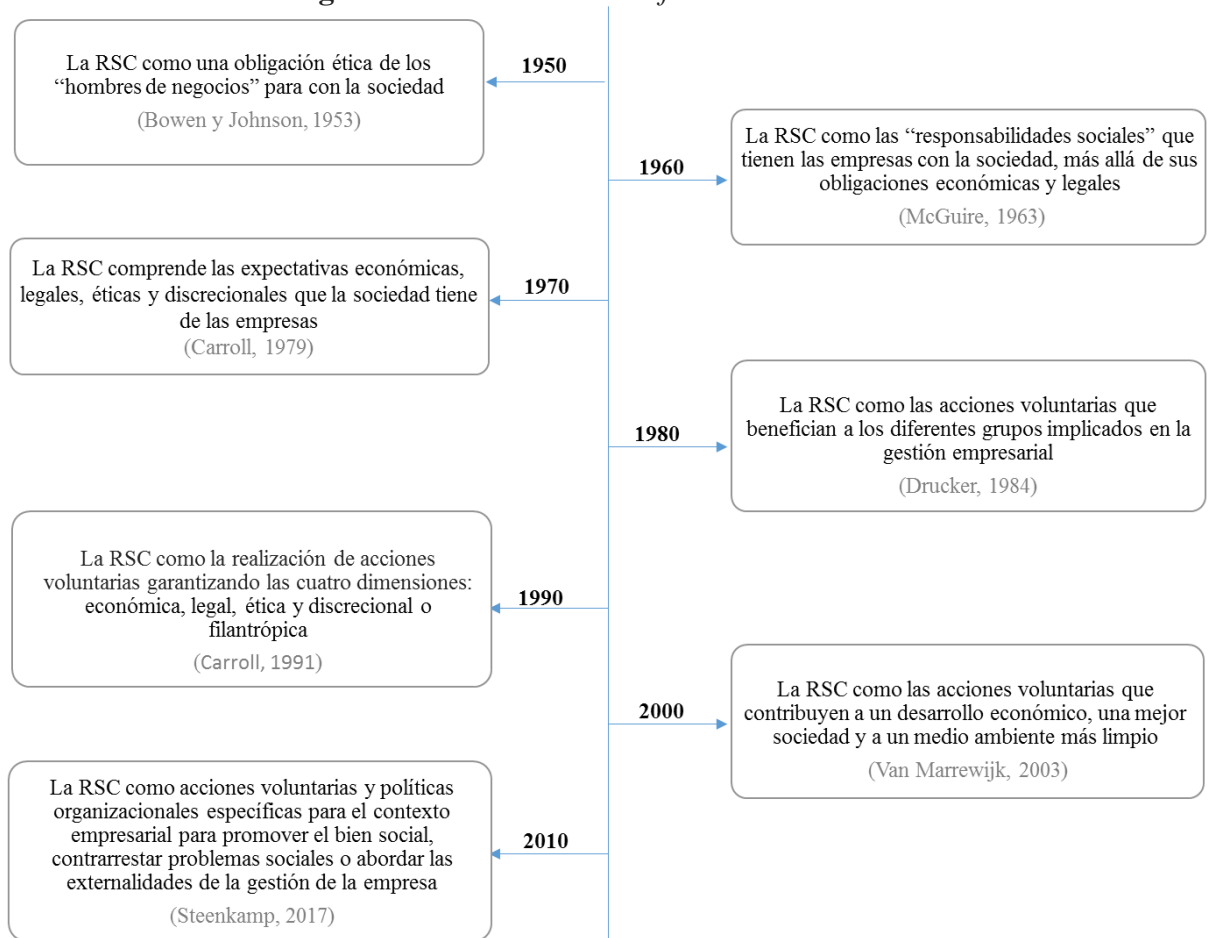 1950
La RSC como una obligación ética de los
“hombres de negocios” para con la sociedad
(Bowen y Johnson, 1953)
1960
La RSC como las “responsabilidades sociales” que
tienen las empresas con la sociedad, más allá de sus
obligaciones económicas y legales
(McGuire, 1963)
1970
La RSC comprende las expectativas económicas,
legales, éticas y discrecionales que la sociedad tiene
de las empresas
(Carroll, 1979)
1980
La RSC como las acciones voluntarias que
benefician a los diferentes grupos implicados en la
gestión empresarial
(Drucker, 1984)
1990
La RSC como la realización de acciones
voluntarias garantizando las cuatro dimensiones:
económica, legal, ética y discrecional o
filantrópica
(Carroll, 1991)
2000
La RSC como las acciones voluntarias que
contribuyen a un desarrollo económico, una mejor
sociedad y a un medio ambiente más limpio
(Van Marrewijk, 2003)
2010
La RSC como acciones voluntarias y políticas
organizacionales específicas para el contexto
empresarial para promover el bien social,
contrarrestar problemas sociales o abordar las
externalidades de la gestión de la empresa
(Steenkamp, 2017)